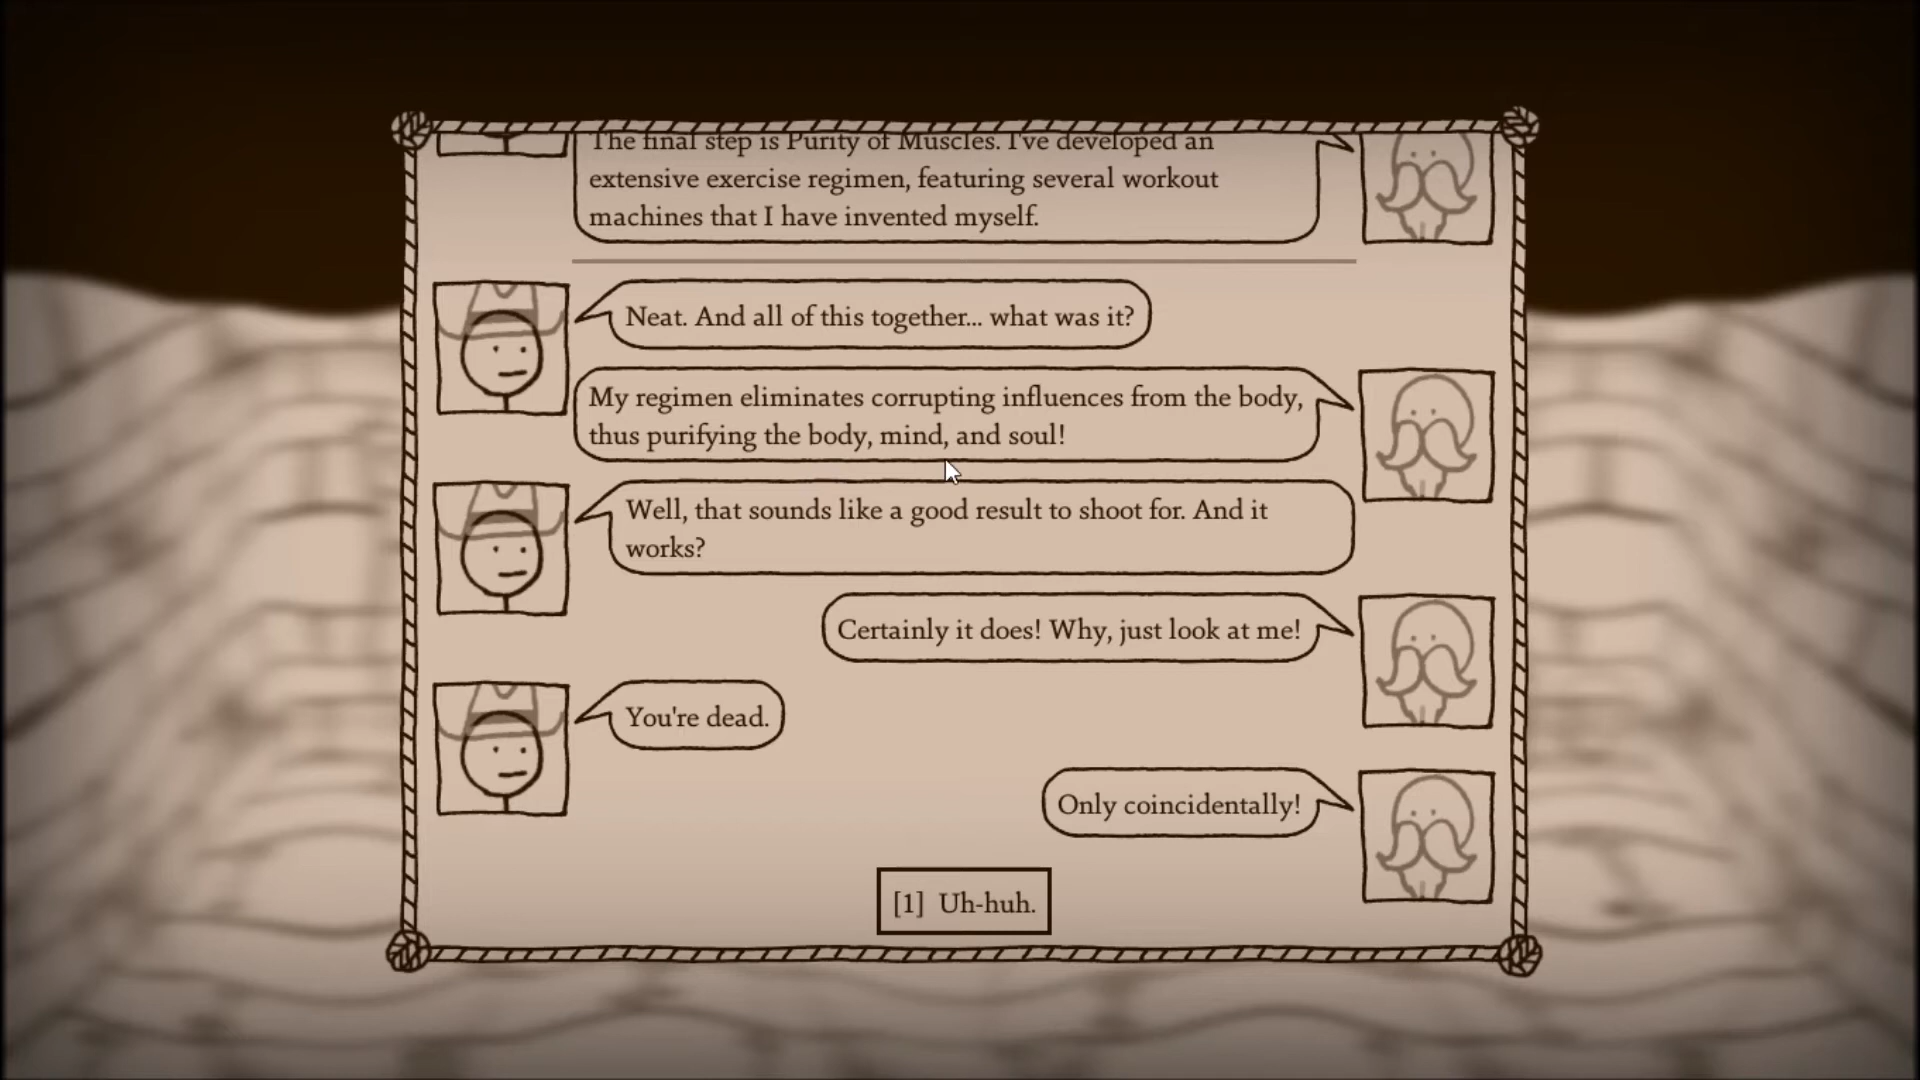 The final step is Purity of Muscles. I've developed an
extensive exercise regimen, featuring several workout
machines that I have invented myself.
Neat. And all of this together... what was it?
My regimen eliminates corrupting influences from the body,
thus purifying the body, mind, and soul!
Well, that sounds like a good result to shoot for. And it
works?
Certainly it does! Why, just look at me!
You're dead.
Only coincidentally!
[1] Uh-huh.